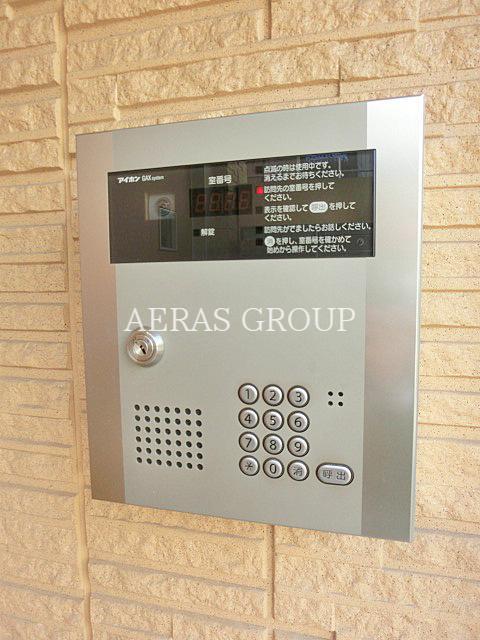 アイホン GAX system
室番号
解錠
点滅の時は使用中です。
消えるまでお待ちください。
訪問先の室番号を押して
ください。
表示を確認して 呼出 を押して
ください。
訪問先がでましたらお話しください。
消 を押し、室番号を確かめて
始めから操作してください。
AERAS GROUP
1 2 3
4 5 6
7 8 9
* 0 消 呼出